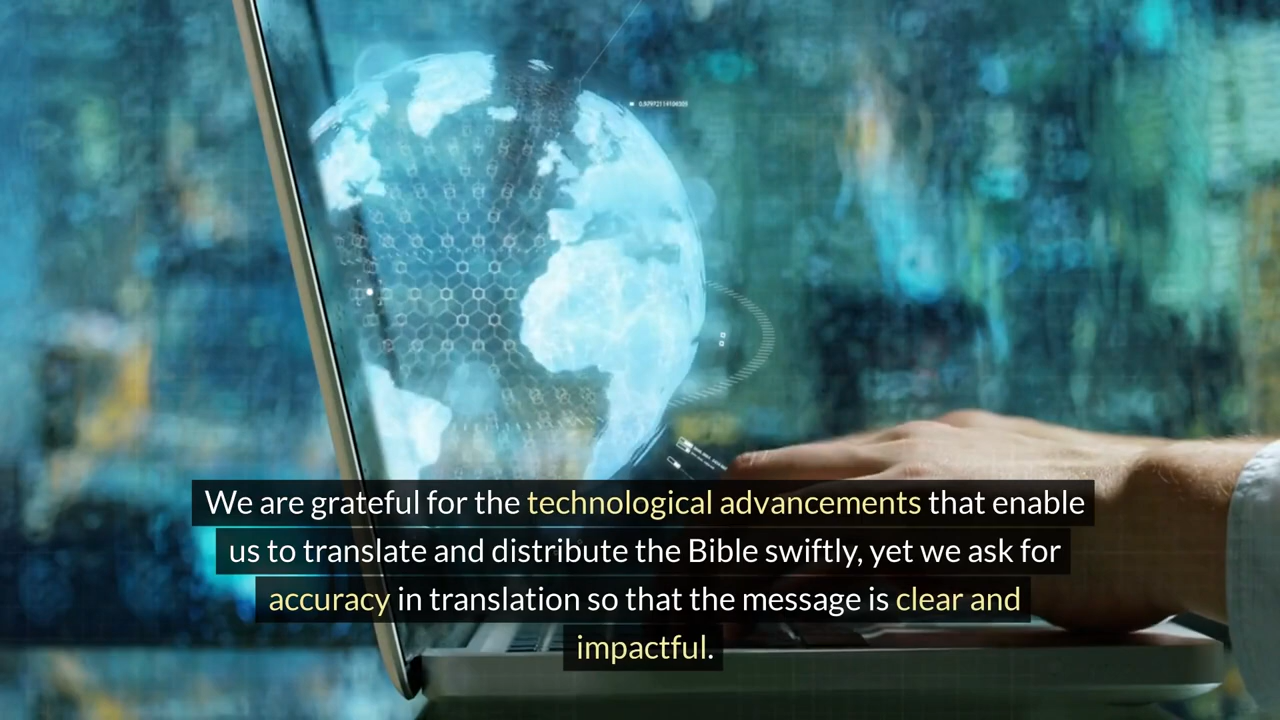 We are grateful for the technological advancements that enable
us to translate and distribute the Bible swiftly, yet we ask for
accuracy in translation so that the message is clear and
impactful.